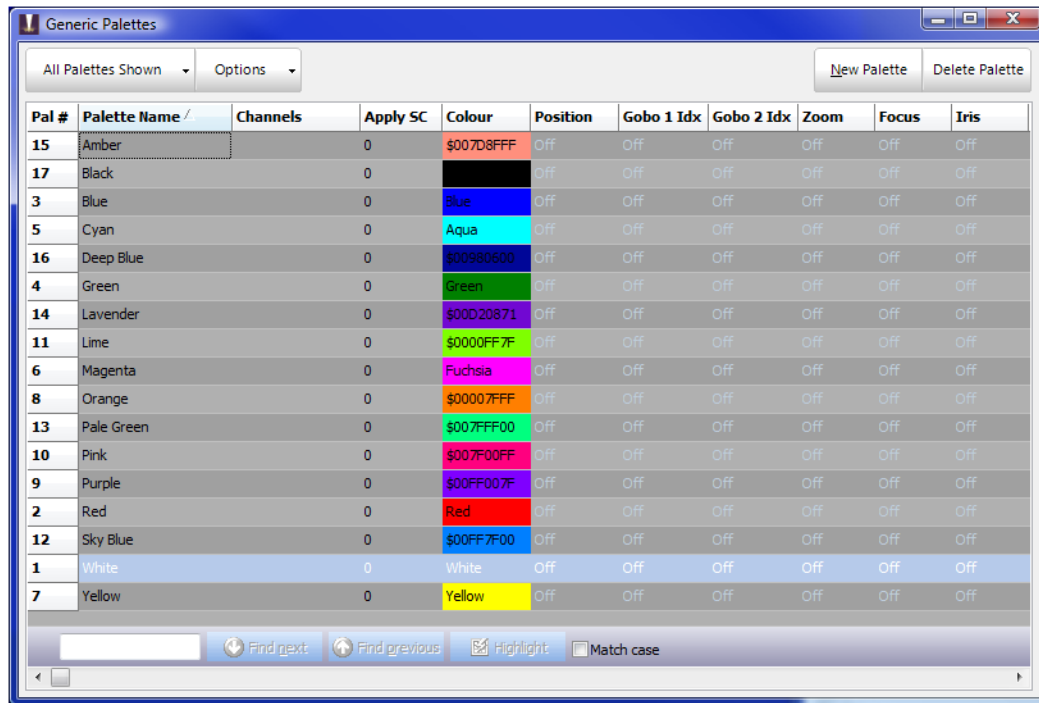 Generic Palettes
All Palettes Shown Options New Palette Delete Palette
Pal # Palette Name Channels Apply SC Colour Position Gobo 1 Idx Gobo 2 Idx Zoom Focus Iris
15 Amber 0 $007D8FFF Off Off Off Off Off Off
17 Black 0 Off Off Off Off Off Off
3 Blue 0 Blue Off Off Off Off Off Off
5 Cyan 0 Aqua Off Off Off Off Off Off
16 Deep Blue 0 $00980600 Off Off Off Off Off Off
4 Green 0 Green Off Off Off Off Off Off
14 Lavender 0 $00D20871 Off Off Off Off Off Off
11 Lime 0 $0000FF7F Off Off Off Off Off Off
6 Magenta 0 Fuchsia Off Off Off Off Off Off
8 Orange 0 $00007FFF Off Off Off Off Off Off
13 Pale Green 0 $007FFF00 Off Off Off Off Off Off
10 Pink 0 $007F00FF Off Off Off Off Off Off
9 Purple 0 $00FF007F Off Off Off Off Off Off
2 Red 0 Red Off Off Off Off Off Off
12 Sky Blue 0 $00FF7F00 Off Off Off Off Off Off
1 White 0 White Off Off Off Off Off Off
7 Yellow 0 Yellow Off Off Off Off Off Off
Find next Find previous Highlight Match case